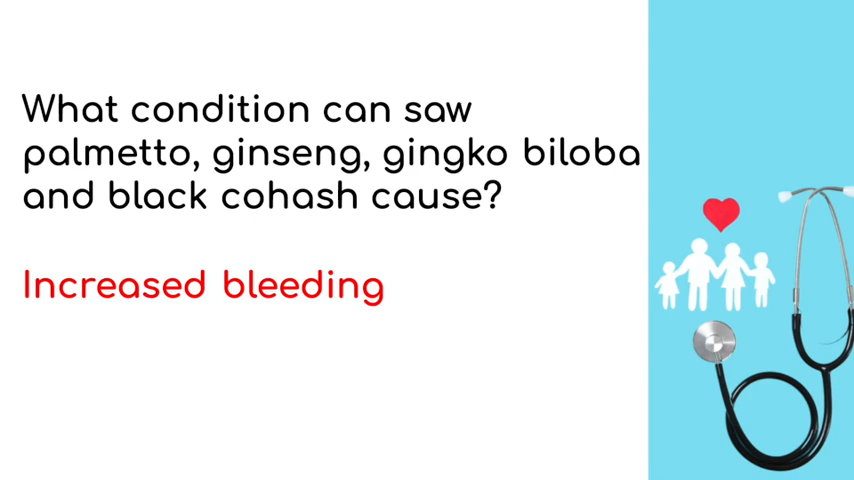 What condition can saw
palmetto, ginseng, gingko biloba
and black cohash cause?
Increased bleeding